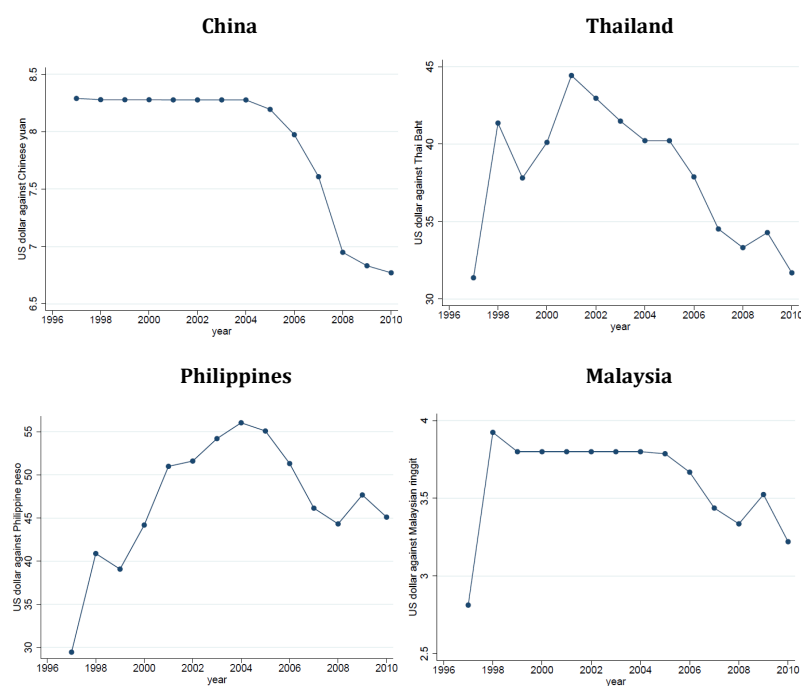 China
Thailand
US dollar against Chinese yuan
8.5
8
7.5
7
6.5
1996 1998 2000 2002 2004 2006 2008 2010
year
US dollar against Thai Baht
45
40
35
30
1996 1998 2000 2002 2004 2006 2008 2010
year
Philippines
Malaysia
US dollar against Philippine peso
55
50
45
40
35
30
1996 1998 2000 2002 2004 2006 2008 2010
year
US dollar against Malaysian ringgit
4
3.5
3
2.5
1996 1998 2000 2002 2004 2006 2008 2010
year